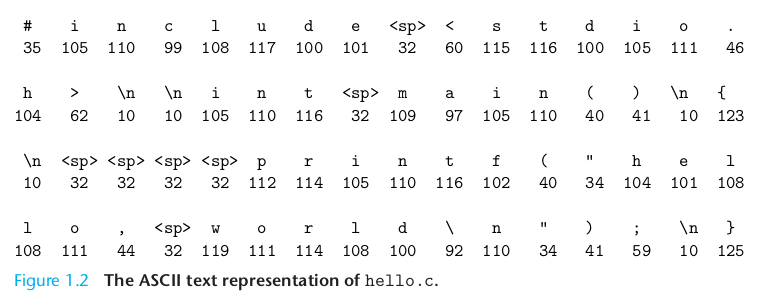 # i n c l u d e <sp> < s t d i o .
35 105 110 99 108 117 100 101 32 60 115 116 100 105 111 46
h > \n \n i n t <sp> m a i n ( ) \n {
104 62 10 10 105 110 116 32 109 97 105 110 40 41 10 123
\n <sp> <sp> <sp> <sp> p r i n t f ( " h e l
10 32 32 32 32 112 114 105 110 116 102 40 34 104 101 108
l o , <sp> w o r l d \ n " ) ; \n }
108 111 44 32 119 111 114 108 100 92 110 34 41 59 10 125
Figure 1.2 The ASCII text representation of hello.c.